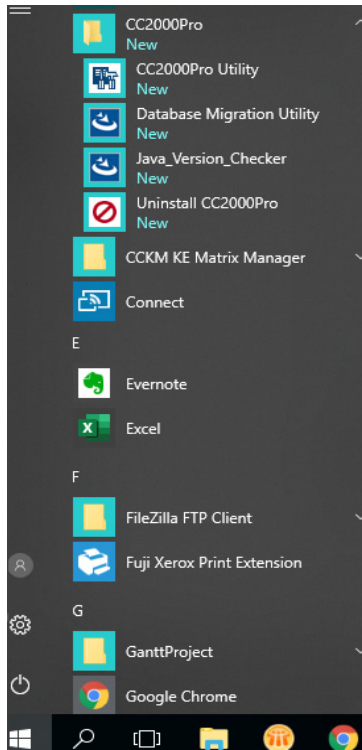 CC2000Pro
New
CC2000Pro Utility
New
Database Migration Utility
New
Java_Version_Checker
New
Uninstall CC2000Pro
New
CCKM KE Matrix Manager
Connect
E
Evernote
Excel
F
FileZilla FTP Client
Fuji Xerox Print Extension
G
GanttProject
Google Chrome